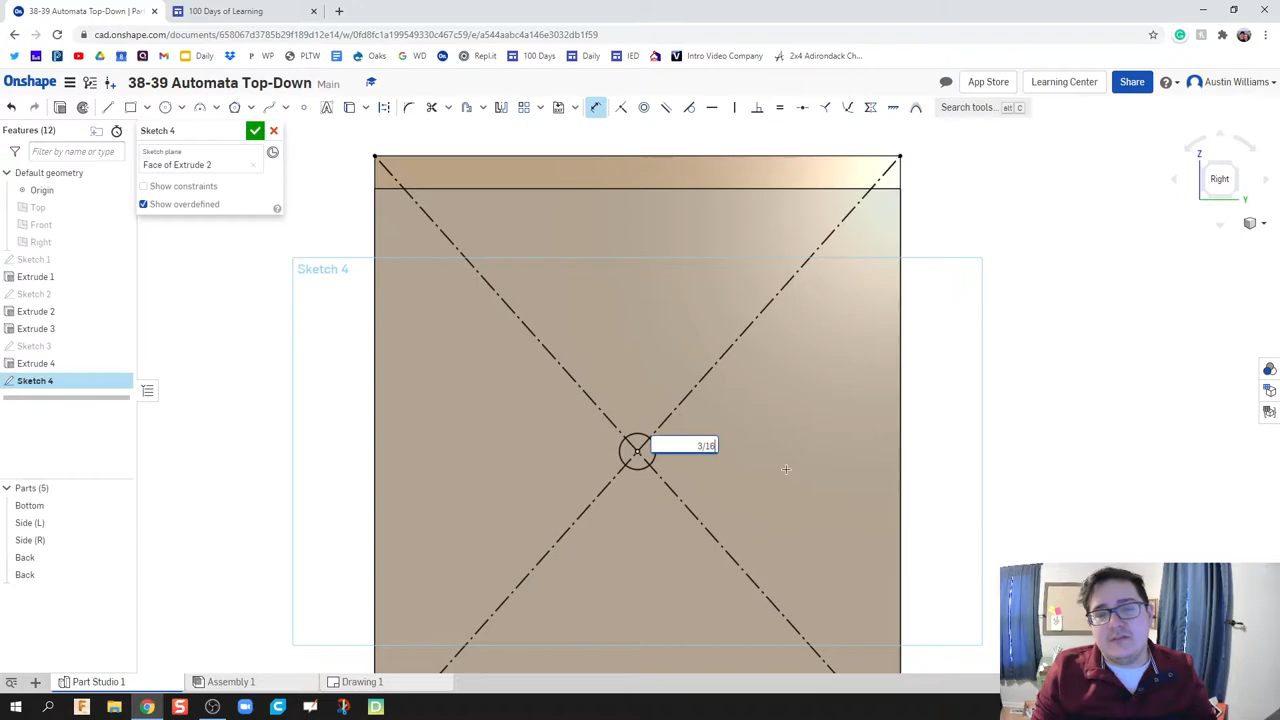 38-39 Automata Top-Down | Part
100 Days of Learning
cad.onshape.com/documents/658067d3785b29f189d12e14/w/0fd8fc1a199549330c467c59/e/a544aabc4a146e3032db1f59
Daily
WP
PLTW
Oaks
WD
Repl.it
100 Days
Daily
IED
Intro Video Company
2x4 Adirondack Ch...
Onshape
38-39 Automata Top-Down
Main
App Store
Learning Center
Share
Austin Williams
Search tools...
alt C
Features (12)
Filter by name or type
Default geometry
Origin
Top
Front
Right
Sketch 1
Extrude 1
Sketch 2
Extrude 2
Extrude 3
Sketch 3
Extrude 4
Sketch 4
Parts (5)
Bottom
Side (L)
Side (R)
Back
Back
Sketch 4
Sketch plane
Face of Extrude 2
Show constraints
Show overdefined
Sketch 4
3/16
Z
Right
Y
Part Studio 1
Assembly 1
Drawing 1